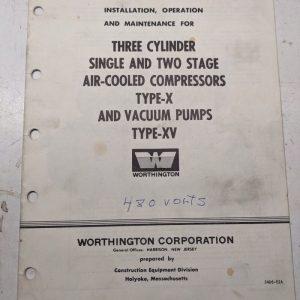 INSTALLATION, OPERATION
AND MAINTENANCE FOR
THREE CYLINDER
SINGLE AND TWO STAGE
AIR-COOLED COMPRESSORS
TYPE-X
AND VACUUM PUMPS
TYPE-XV
W
WORTHINGTON
480 VOLTS
WORTHINGTON CORPORATION
General Offices: HARRISON, NEW JERSEY
prepared by
Construction Equipment Division
Holyoke, Massachusetts